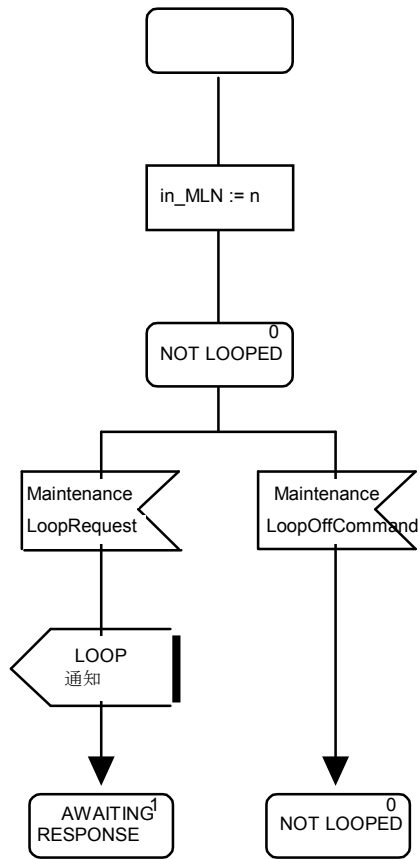 in_MLN := n
0
NOT LOOPED
Maintenance
LoopRequest
Maintenance
LoopOffCommand
LOOP
通知
1
AWAITING
RESPONSE
0
NOT LOOPED